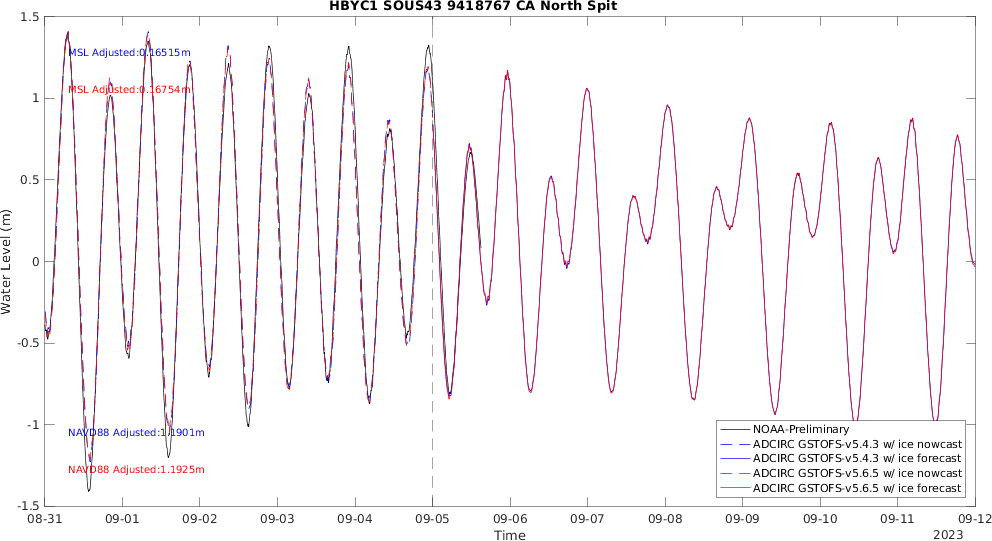 HBYC1 SOUS43 9418767 CA North Spit
1.5
MSL Adjusted:0.16515m
1
MSL Adjusted:0.16754m
0.5
0
Water Level (m)
-0.5
-1
NAVD88 Adjusted:1.1901m
NAVD88 Adjusted:1.1925m
-1.5
NOAA-Preliminary
ADCIRC GSTOFS-v5.4.3 w/ ice nowcast
ADCIRC GSTOFS-v5.4.3 w/ ice forecast
ADCIRC GSTOFS-v5.6.5 w/ ice nowcast
ADCIRC GSTOFS-v5.6.5 w/ ice forecast
08-31 09-01 09-02 09-03 09-04 09-05 09-06 09-07 09-08 09-09 09-10 09-11 09-12
Time
2023